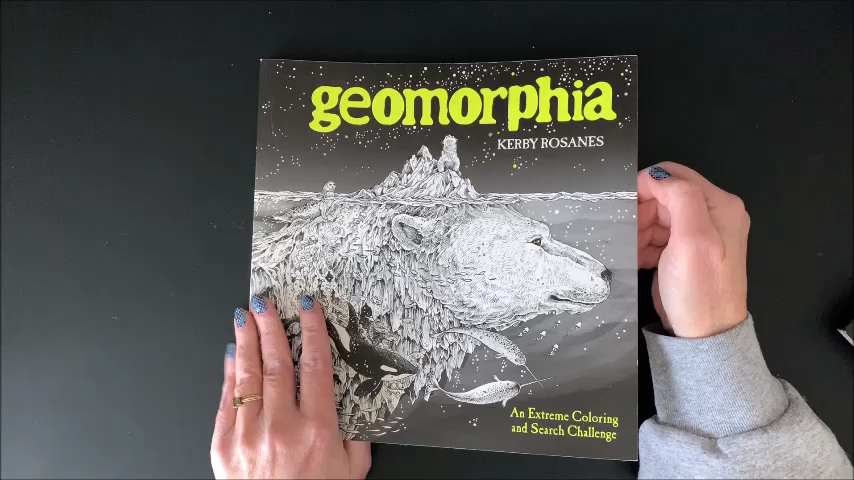 geomorphia
KERBY ROSANES
An Extreme Coloring
and Search Challenge